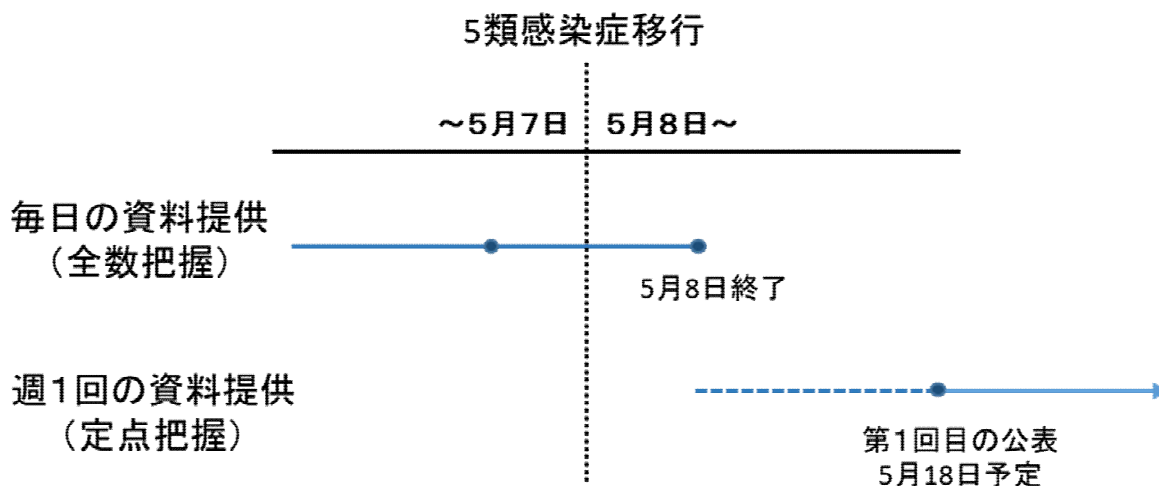 5類感染症移行
～5月7日
5月8日～
毎日の資料提供
（全数把握）
5月8日終了
週1回の資料提供
（定点把握）
第1回目の公表
5月18日予定